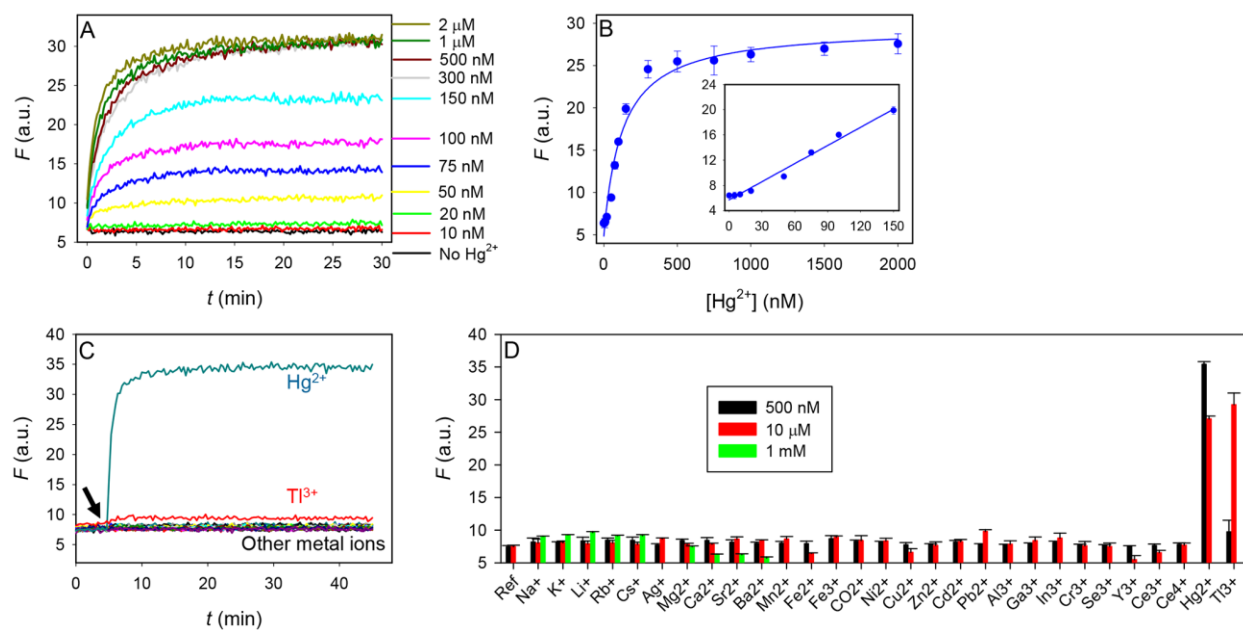 A
F (a.u.)
35
30
25
20
15
10
5
0
5
10
15
20
25
30
t (min)
2 μM
1 μM
500 nM
300 nM
150 nM
100 nM
75 nM
50 nM
20 nM
10 nM
No Hg²⁺
B
F (a.u.)
30
25
20
15
10
5
0
500
1000
1500
2000
[Hg²⁺] (nM)
24
20
16
12
8
4
0
30
60
90
120
150
C
F (a.u.)
40
35
30
25
20
15
10
5
0
10
20
30
40
t (min)
Hg²⁺
Tl³⁺
Other metal ions
D
F (a.u.)
40
35
30
25
20
15
10
5
500 nM
10 μM
1 mM
Ref
Na+
K+
Li+
Rb+
Cs+
Ag+
Mg2+
Ca2+
Sr2+
Ba2+
Mn2+
Fe2+
Fe3+
CO2+
Ni2+
Cu2+
Zn2+
Cd2+
Pb2+
Al3+
Ga3+
In3+
Cr3+
Se3+
Y3+
Ce3+
Ce4+
Hg2+
Tl3+